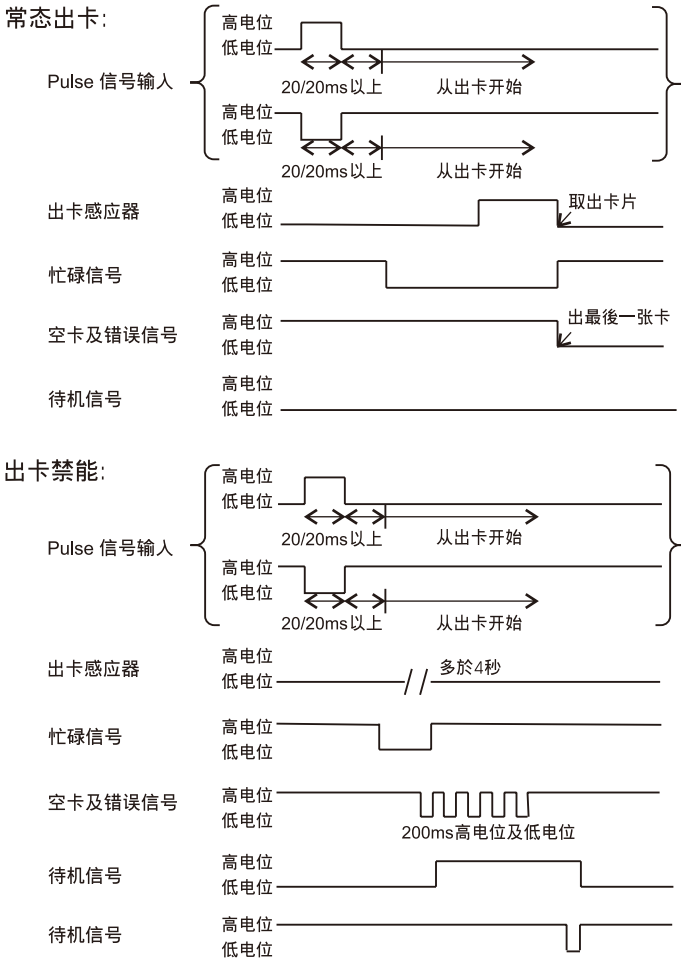 常态出卡:
高电位
低电位
Pulse 信号输入
20/20ms以上
从出卡开始
高电位
低电位
20/20ms以上
从出卡开始
出卡感应器
高电位
低电位
取出卡片
忙碌信号
高电位
低电位
空卡及错误信号
高电位
低电位
出最後一张卡
待机信号
高电位
低电位
出卡禁能:
高电位
低电位
Pulse 信号输入
20/20ms以上
从出卡开始
高电位
低电位
20/20ms以上
从出卡开始
出卡感应器
高电位
低电位
多於4秒
忙碌信号
高电位
低电位
空卡及错误信号
高电位
低电位
200ms高电位及低电位
待机信号
高电位
低电位
待机信号
高电位
低电位